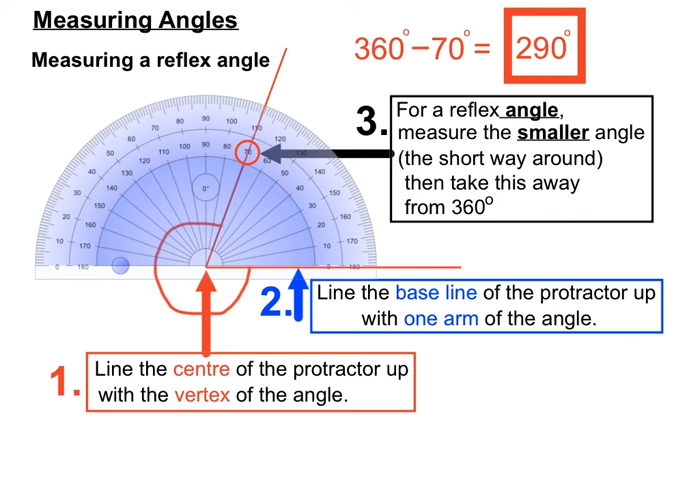 Measuring Angles
360° − 70° = 290°
Measuring a reflex angle
3. For a reflex angle,
measure the smaller angle
(the short way around)
then take this away
from 360°
0°
70
2. Line the base line of the protractor up
with one arm of the angle.
1. Line the centre of the protractor up
with the vertex of the angle.